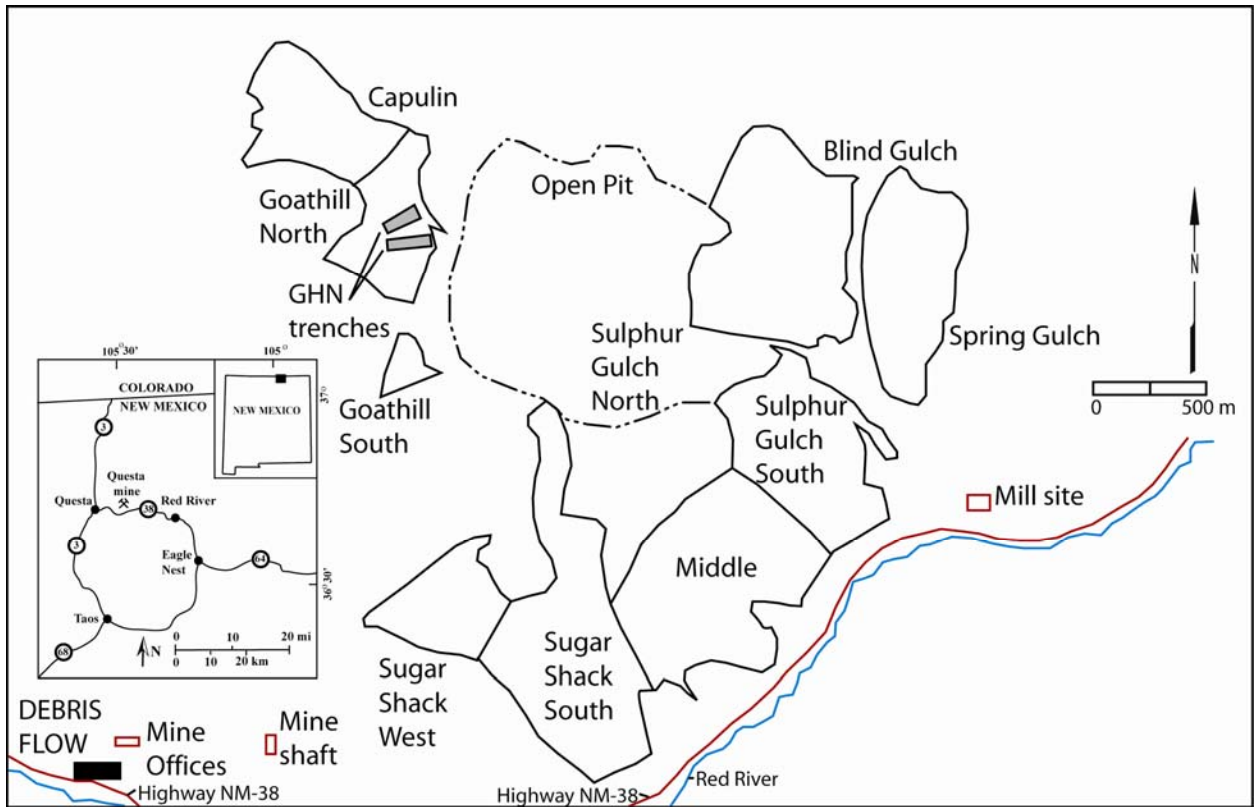 Capulin
Blind Gulch
Open Pit
Goathill
North
N
GHN
trenches
Sulphur
Gulch
North
Spring Gulch
0 500 m
Goathill
South
Sulphur
Gulch
South
Mill site
Middle
Sugar
Shack
West
Sugar
Shack
South
105°30'
105°
COLORADO
NEW MEXICO
NEW MEXICO
37°
3
Questa
mine
Questa
38
Red River
3
Eagle
Nest
64
36°30'
Taos
68
N
0 10 20 mi
0 10 20 km
DEBRIS
FLOW
Mine
Offices
Mine
shaft
Highway NM-38
Highway NM-38
Red River